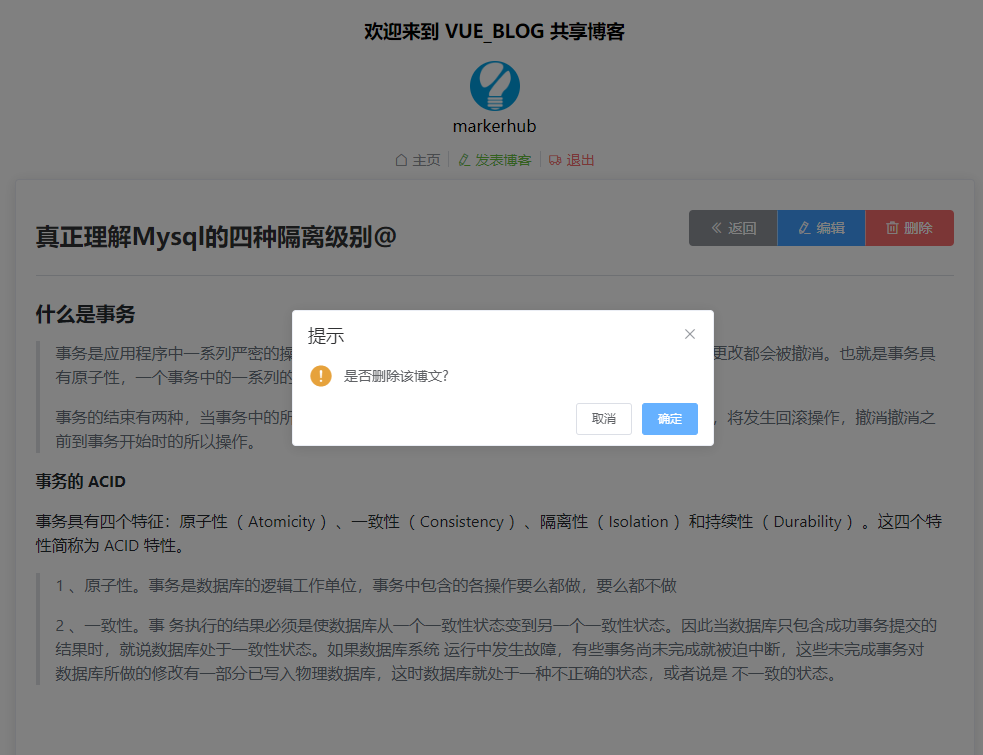 欢迎来到 VUE_BLOG 共享博客
markerhub
主页 发表博客 退出
真正理解Mysql的四种隔离级别@
返回 编辑 删除
什么是事务
提示
事务是应用程序中一系列严密的操 更改都会被撤消。也就是事务具
有原子性，一个事务中的一系列的
是否删除该博文?
事务的结束有两种，当事务中的所 ，将发生回滚操作，撤消撤消之
取消 确定
前到事务开始时的所以操作。
事务的 ACID
事务具有四个特征：原子性（ Atomicity ）、一致性（ Consistency ）、隔离性（ Isolation ）和持续性（ Durability ）。这四个特
性简称为 ACID 特性。
1 、原子性。事务是数据库的逻辑工作单位，事务中包含的各操作要么都做，要么都不做
2 、一致性。事 务执行的结果必须是使数据库从一个一致性状态变到另一个一致性状态。因此当数据库只包含成功事务提交的
结果时，就说数据库处于一致性状态。如果数据库系统 运行中发生故障，有些事务尚未完成就被迫中断，这些未完成事务对
数据库所做的修改有一部分已写入物理数据库，这时数据库就处于一种不正确的状态，或者说是 不一致的状态。